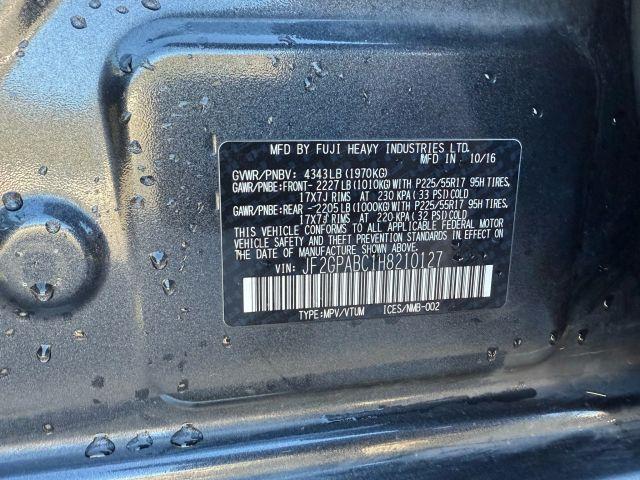 MFD BY FUJI HEAVY INDUSTRIES LTD.
MFD IN 10/16
GVWR/PNBV: 4343LB (1970KG)
GAWR/PNBE:FRONT-2227LB(1010KG)WITH P225/55R17 95H TIRES,
17X7J RIMS AT 230 KPA (33 PSI) COLD
GAWR/PNBE:REAR -2205LB(1000KG)WITH P225/55R17 95H TIRES,
17X7J RIMS AT 220 KPA (32 PSI) COLD
THIS VEHICLE CONFORMS TO ALL APPLICABLE FEDERAL MOTOR
VEHICLE SAFETY AND THEFT PREVENTION STANDARDS IN EFFECT ON
THE DATE OF MANUFACTURE SHOWN ABOVE.
VIN: JF2GPABC1H8210127
TYPE:MPV/VTUM ICES/NMB-002